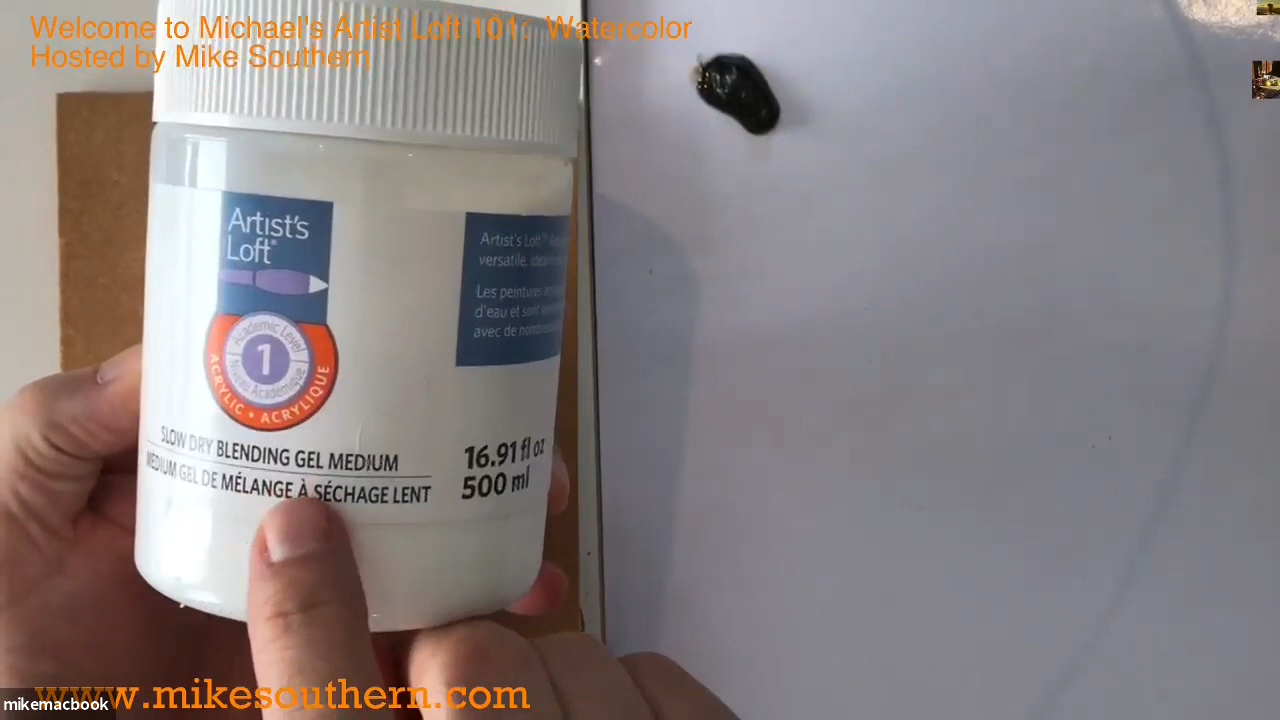 Welcome to Michael's Artist Loft 101: Watercolor
Hosted by Mike Southern
Artist's
Loft®
Academic Level
1
Niveau Académique
ACRYLIC • ACRYLIQUE
SLOW DRY BLENDING GEL MEDIUM
MEDIUM GEL DE MÉLANGE À SÉCHAGE LENT
16.91 fl oz
500 ml
Artist's Loft™
versatile.
Les peintures
d'eau et sont
avec de
www.mikesouthern.com
mikemacbook